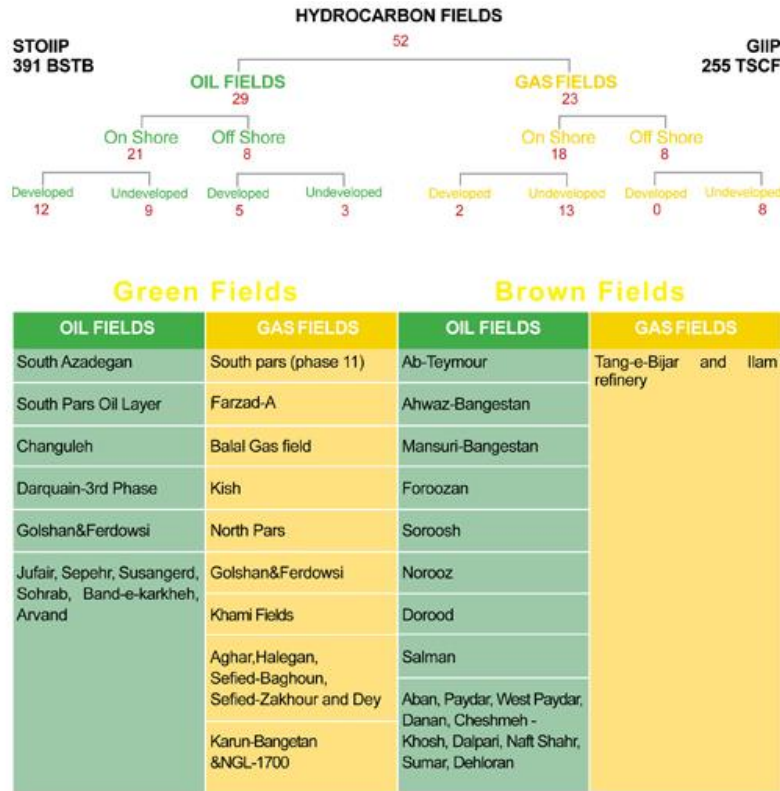 HYDROCARBON FIELDS
52
STOIIP
391 BSTB
GIIP
255 TSCF
OIL FIELDS
29
GAS FIELDS
23
On Shore
21
Off Shore
8
On Shore
18
Off Shore
8
Developed
12
Undeveloped
9
Developed
5
Undeveloped
3
Developed
2
Undeveloped
13
Developed
0
Undeveloped
8
Green Fields
Brown Fields
OIL FIELDS
GAS FIELDS
OIL FIELDS
GAS FIELDS
South Azadegan
South pars (phase 11)
Ab-Teymour
Tang-e-Bijar and Ilam
refinery
South Pars Oil Layer
Farzad-A
Ahwaz-Bangestan
Changuleh
Balal Gas field
Mansuri-Bangestan
Darquain-3rd Phase
Kish
Foroozan
Golshan&Ferdowsi
North Pars
Soroosh
Jufair, Sepehr, Susangerd,
Sohrab, Band-e-karkheh,
Arvand
Golshan&Ferdowsi
Norooz
Khami Fields
Dorood
Aghar,Halegan,
Sefied-Baghoun,
Sefied-Zakhour and Dey
Salman
Karun-Bangetan
&NGL-1700
Aban, Paydar, West Paydar,
Danan, Cheshmeh -
Khosh, Dalpari, Naft Shahr,
Sumar, Dehloran